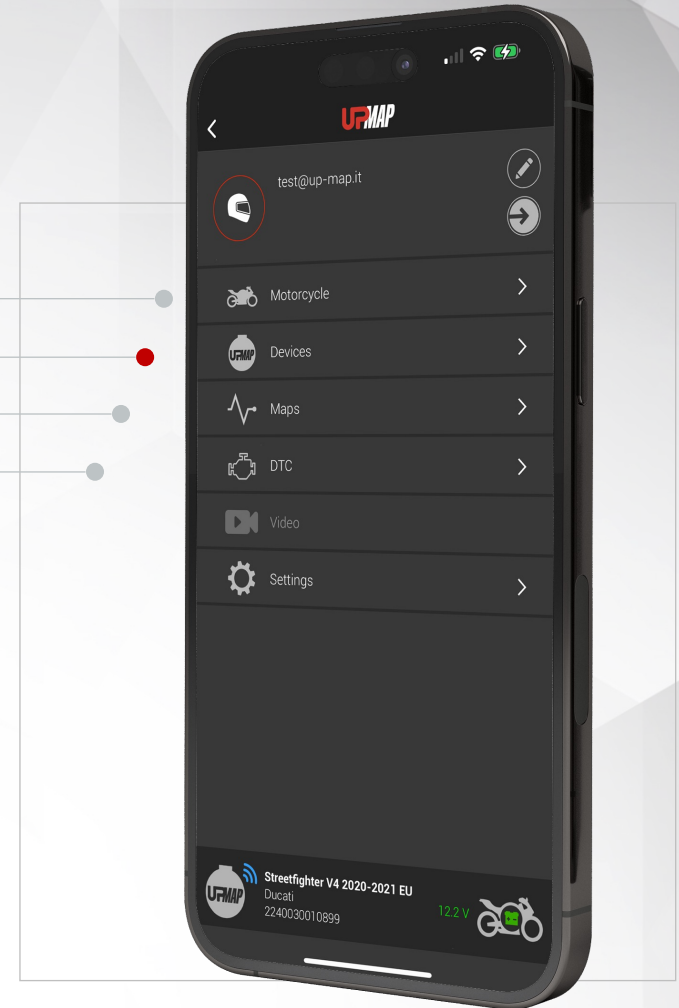 UPMAP
test@up-map.it
Motorcycle
UPMAP
Devices
Maps
DTC
Video
Settings
UPMAP
Streetfighter V4 2020-2021 EU
Ducati
2240030010899
12.2 V